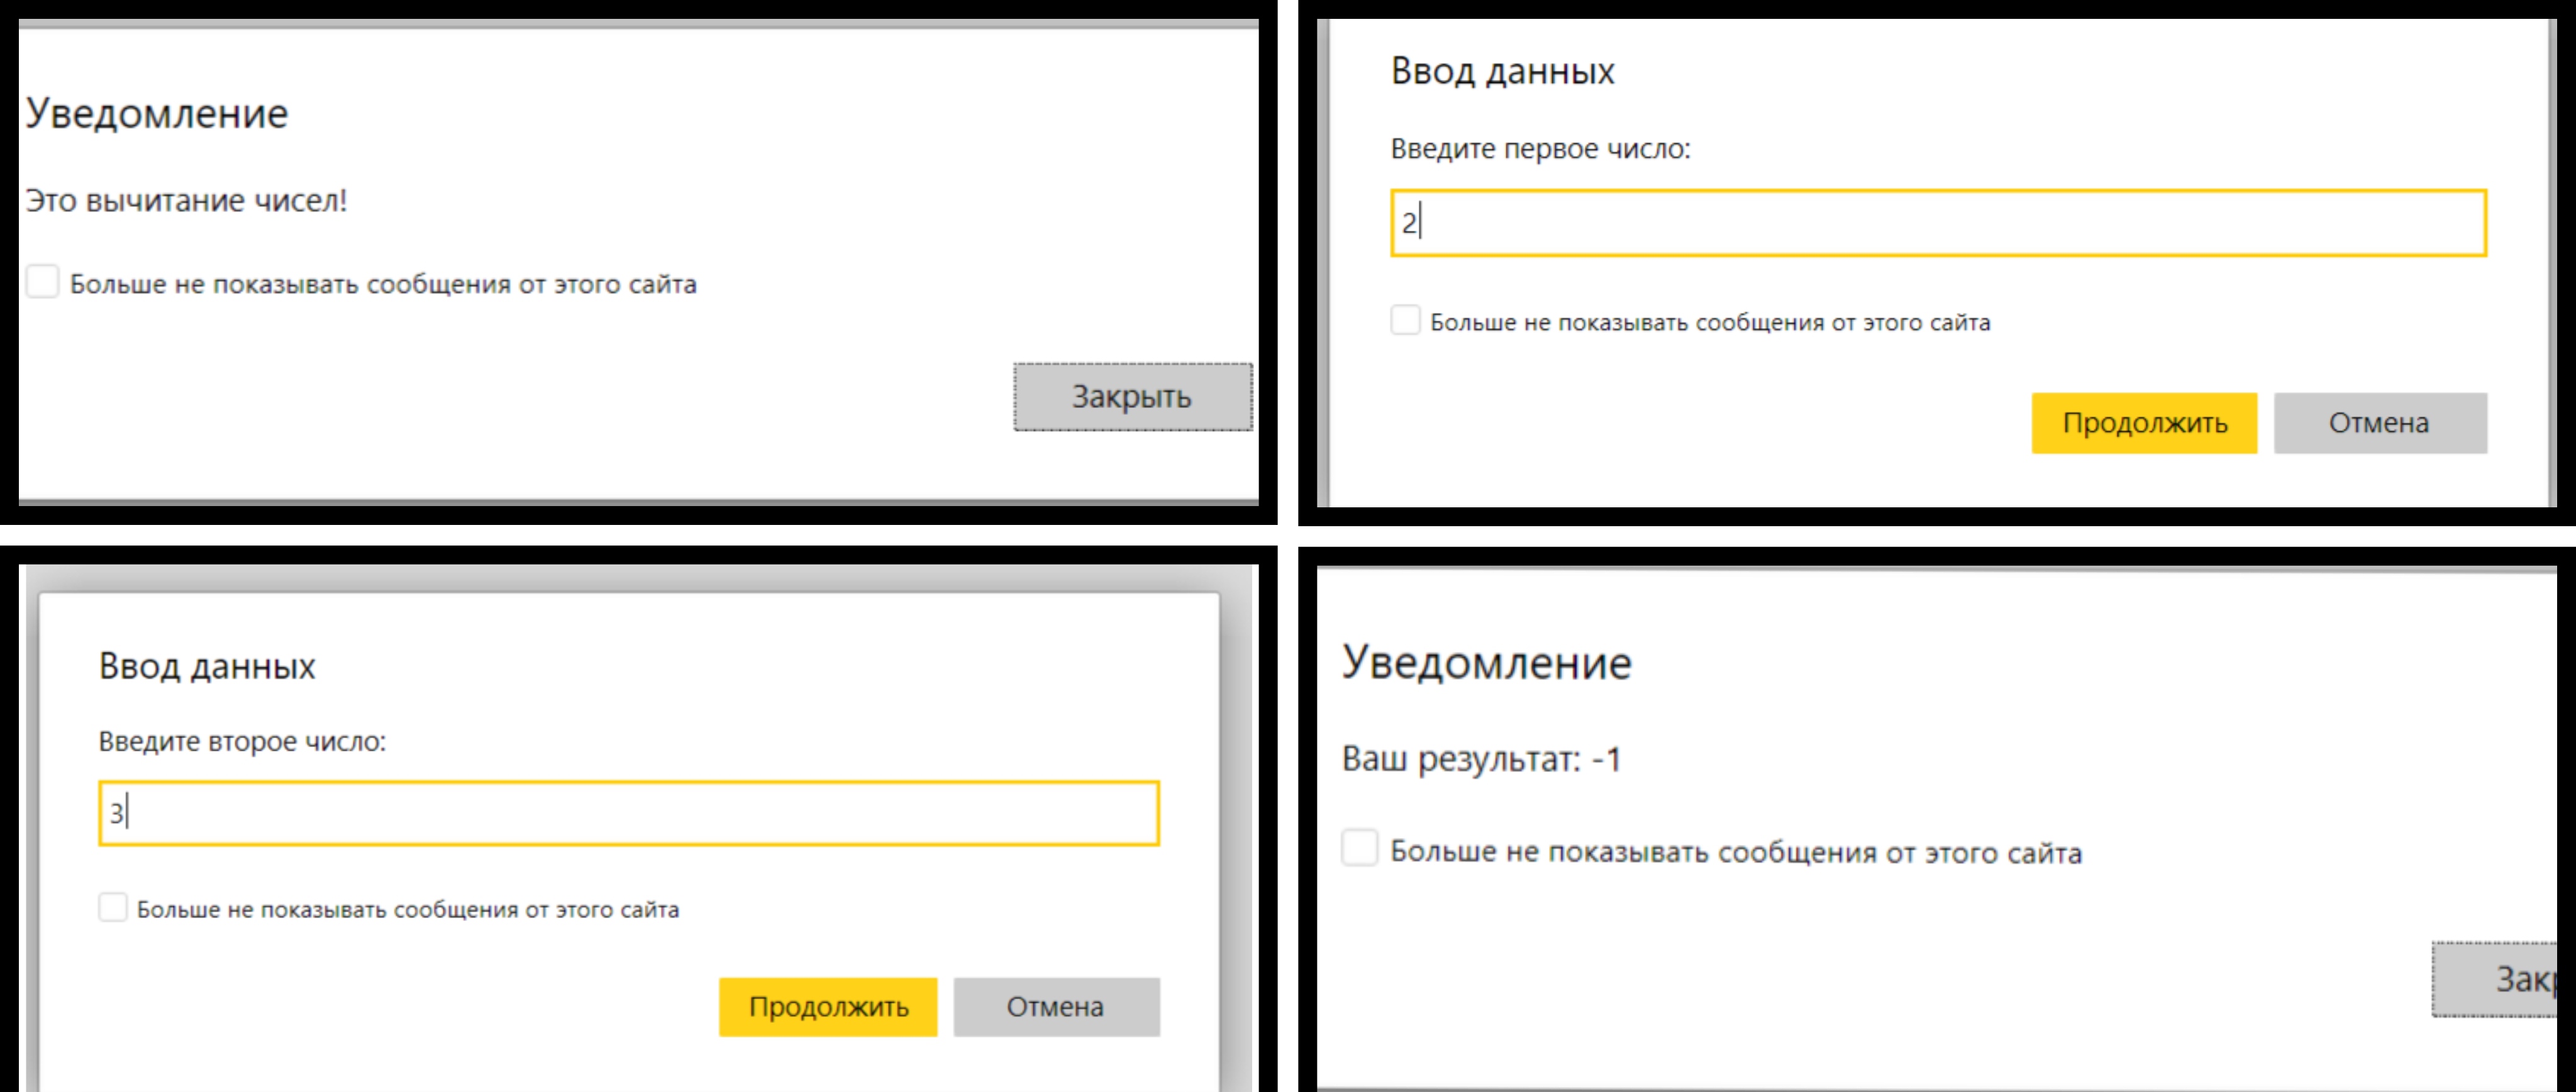 Уведомление
Это вычитание чисел!
Больше не показывать сообщения от этого сайта
Закрыть
Ввод данных
Введите первое число:
2
Больше не показывать сообщения от этого сайта
Продолжить Отмена
Ввод данных
Введите второе число:
3
Больше не показывать сообщения от этого сайта
Продолжить Отмена
Уведомление
Ваш результат: -1
Больше не показывать сообщения от этого сайта